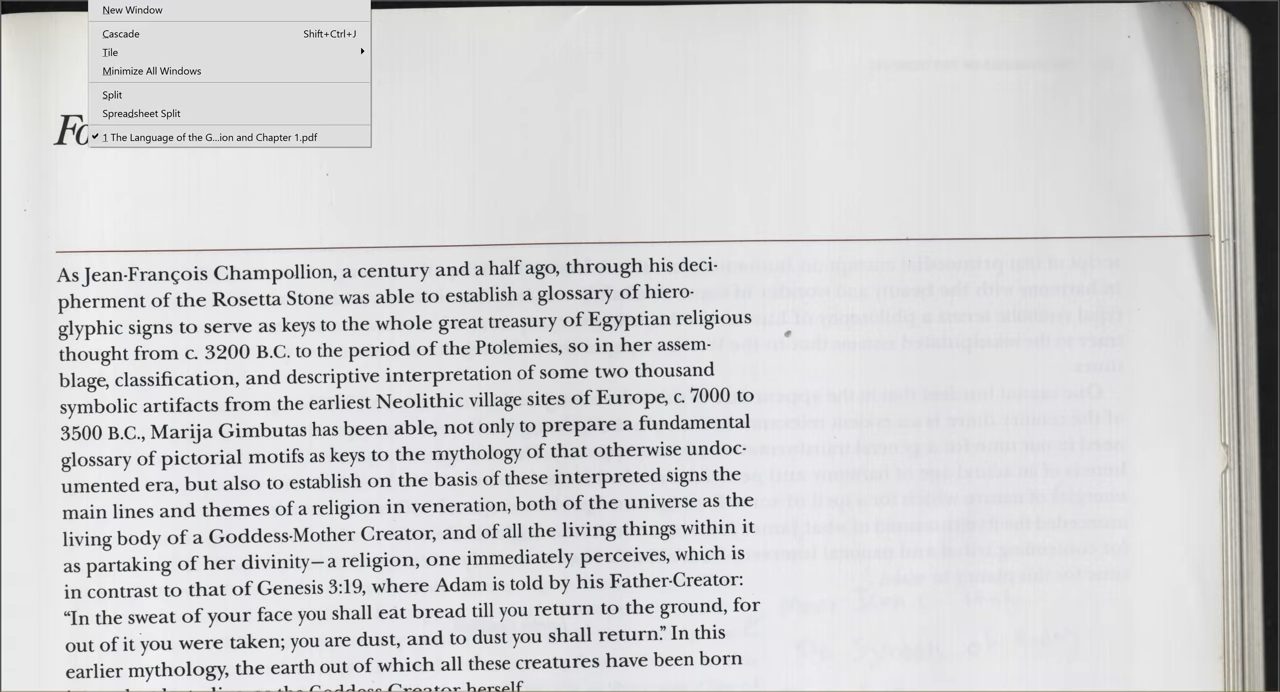 New Window
Cascade Shift+Ctrl+J
Tile
Minimize All Windows
Split
Spreadsheet Split
1 The Language of the G...ion and Chapter 1.pdf
Fo
As Jean-François Champollion, a century and a half ago, through his deci-
pherment of the Rosetta Stone was able to establish a glossary of hiero-
glyphic signs to serve as keys to the whole great treasury of Egyptian religious
thought from c. 3200 B.C. to the period of the Ptolemies, so in her assem-
blage, classification, and descriptive interpretation of some two thousand
symbolic artifacts from the earliest Neolithic village sites of Europe, c. 7000 to
3500 B.C., Marija Gimbutas has been able, not only to prepare a fundamental
glossary of pictorial motifs as keys to the mythology of that otherwise undoc-
umented era, but also to establish on the basis of these interpreted signs the
main lines and themes of a religion in veneration, both of the universe as the
living body of a Goddess-Mother Creator, and of all the living things within it
as partaking of her divinity—a religion, one immediately perceives, which is
in contrast to that of Genesis 3:19, where Adam is told by his Father-Creator:
“In the sweat of your face you shall eat bread till you return to the ground, for
out of it you were taken; you are dust, and to dust you shall return.” In this
earlier mythology, the earth out of which all these creatures have been born
the Goddess Creator herself